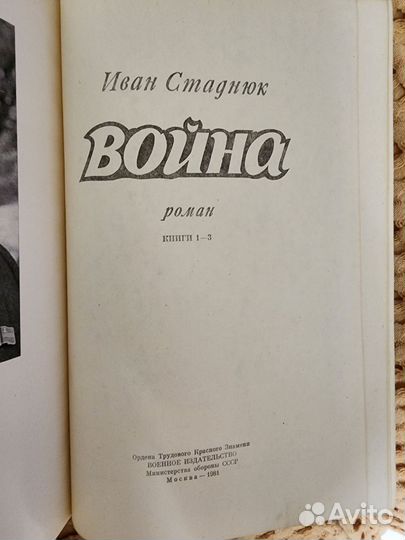 Иван Стаднюк
ВОЙНА
роман
КНИГИ 1—3
Ордена Трудового Красного Знамени
ВОЕННОЕ ИЗДАТЕЛЬСТВО
Министерства обороны СССР
Москва — 1981
Avito